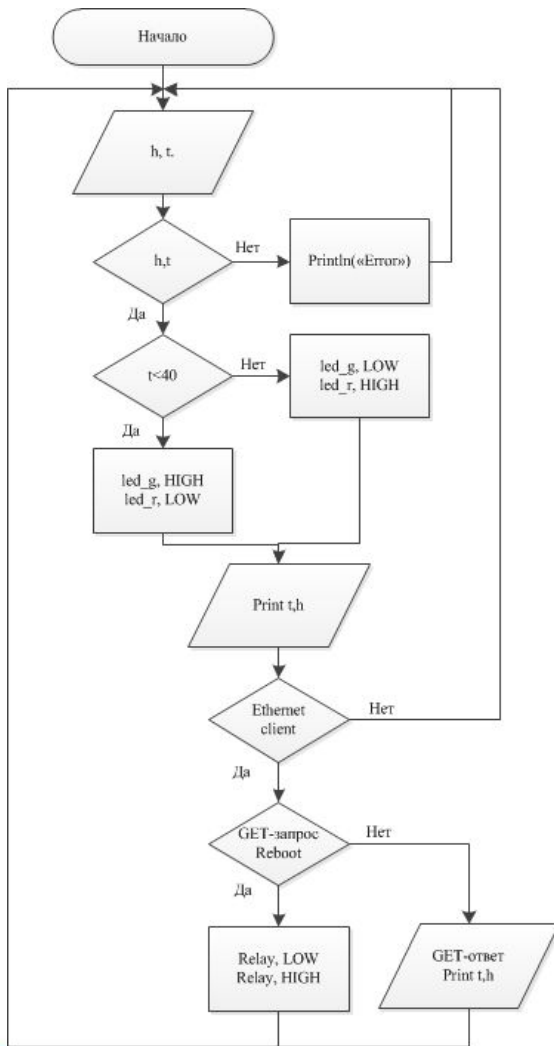 Начало
h, t.
h,t
Нет
Println(«Error»)
Да
t<40
Нет
led_g, LOW
led_r, HIGH
Да
led_g, HIGH
led_r, LOW
Print t,h
Ethernet
client
Нет
Да
GET-запрос
Reboot
Нет
Да
Relay, LOW
Relay, HIGH
GET-ответ
Print t,h